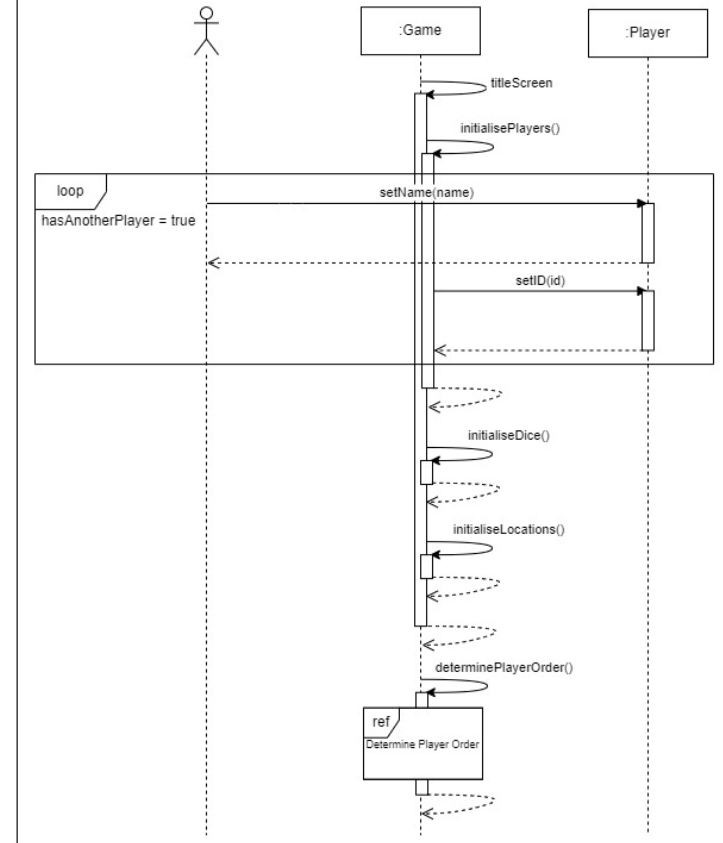 :Game
:Player
titleScreen
initialisePlayers()
loop
setName(name)
hasAnotherPlayer = true
setID(id)
initialiseDice()
initialiseLocations()
determinePlayerOrder()
ref
Determine Player Order